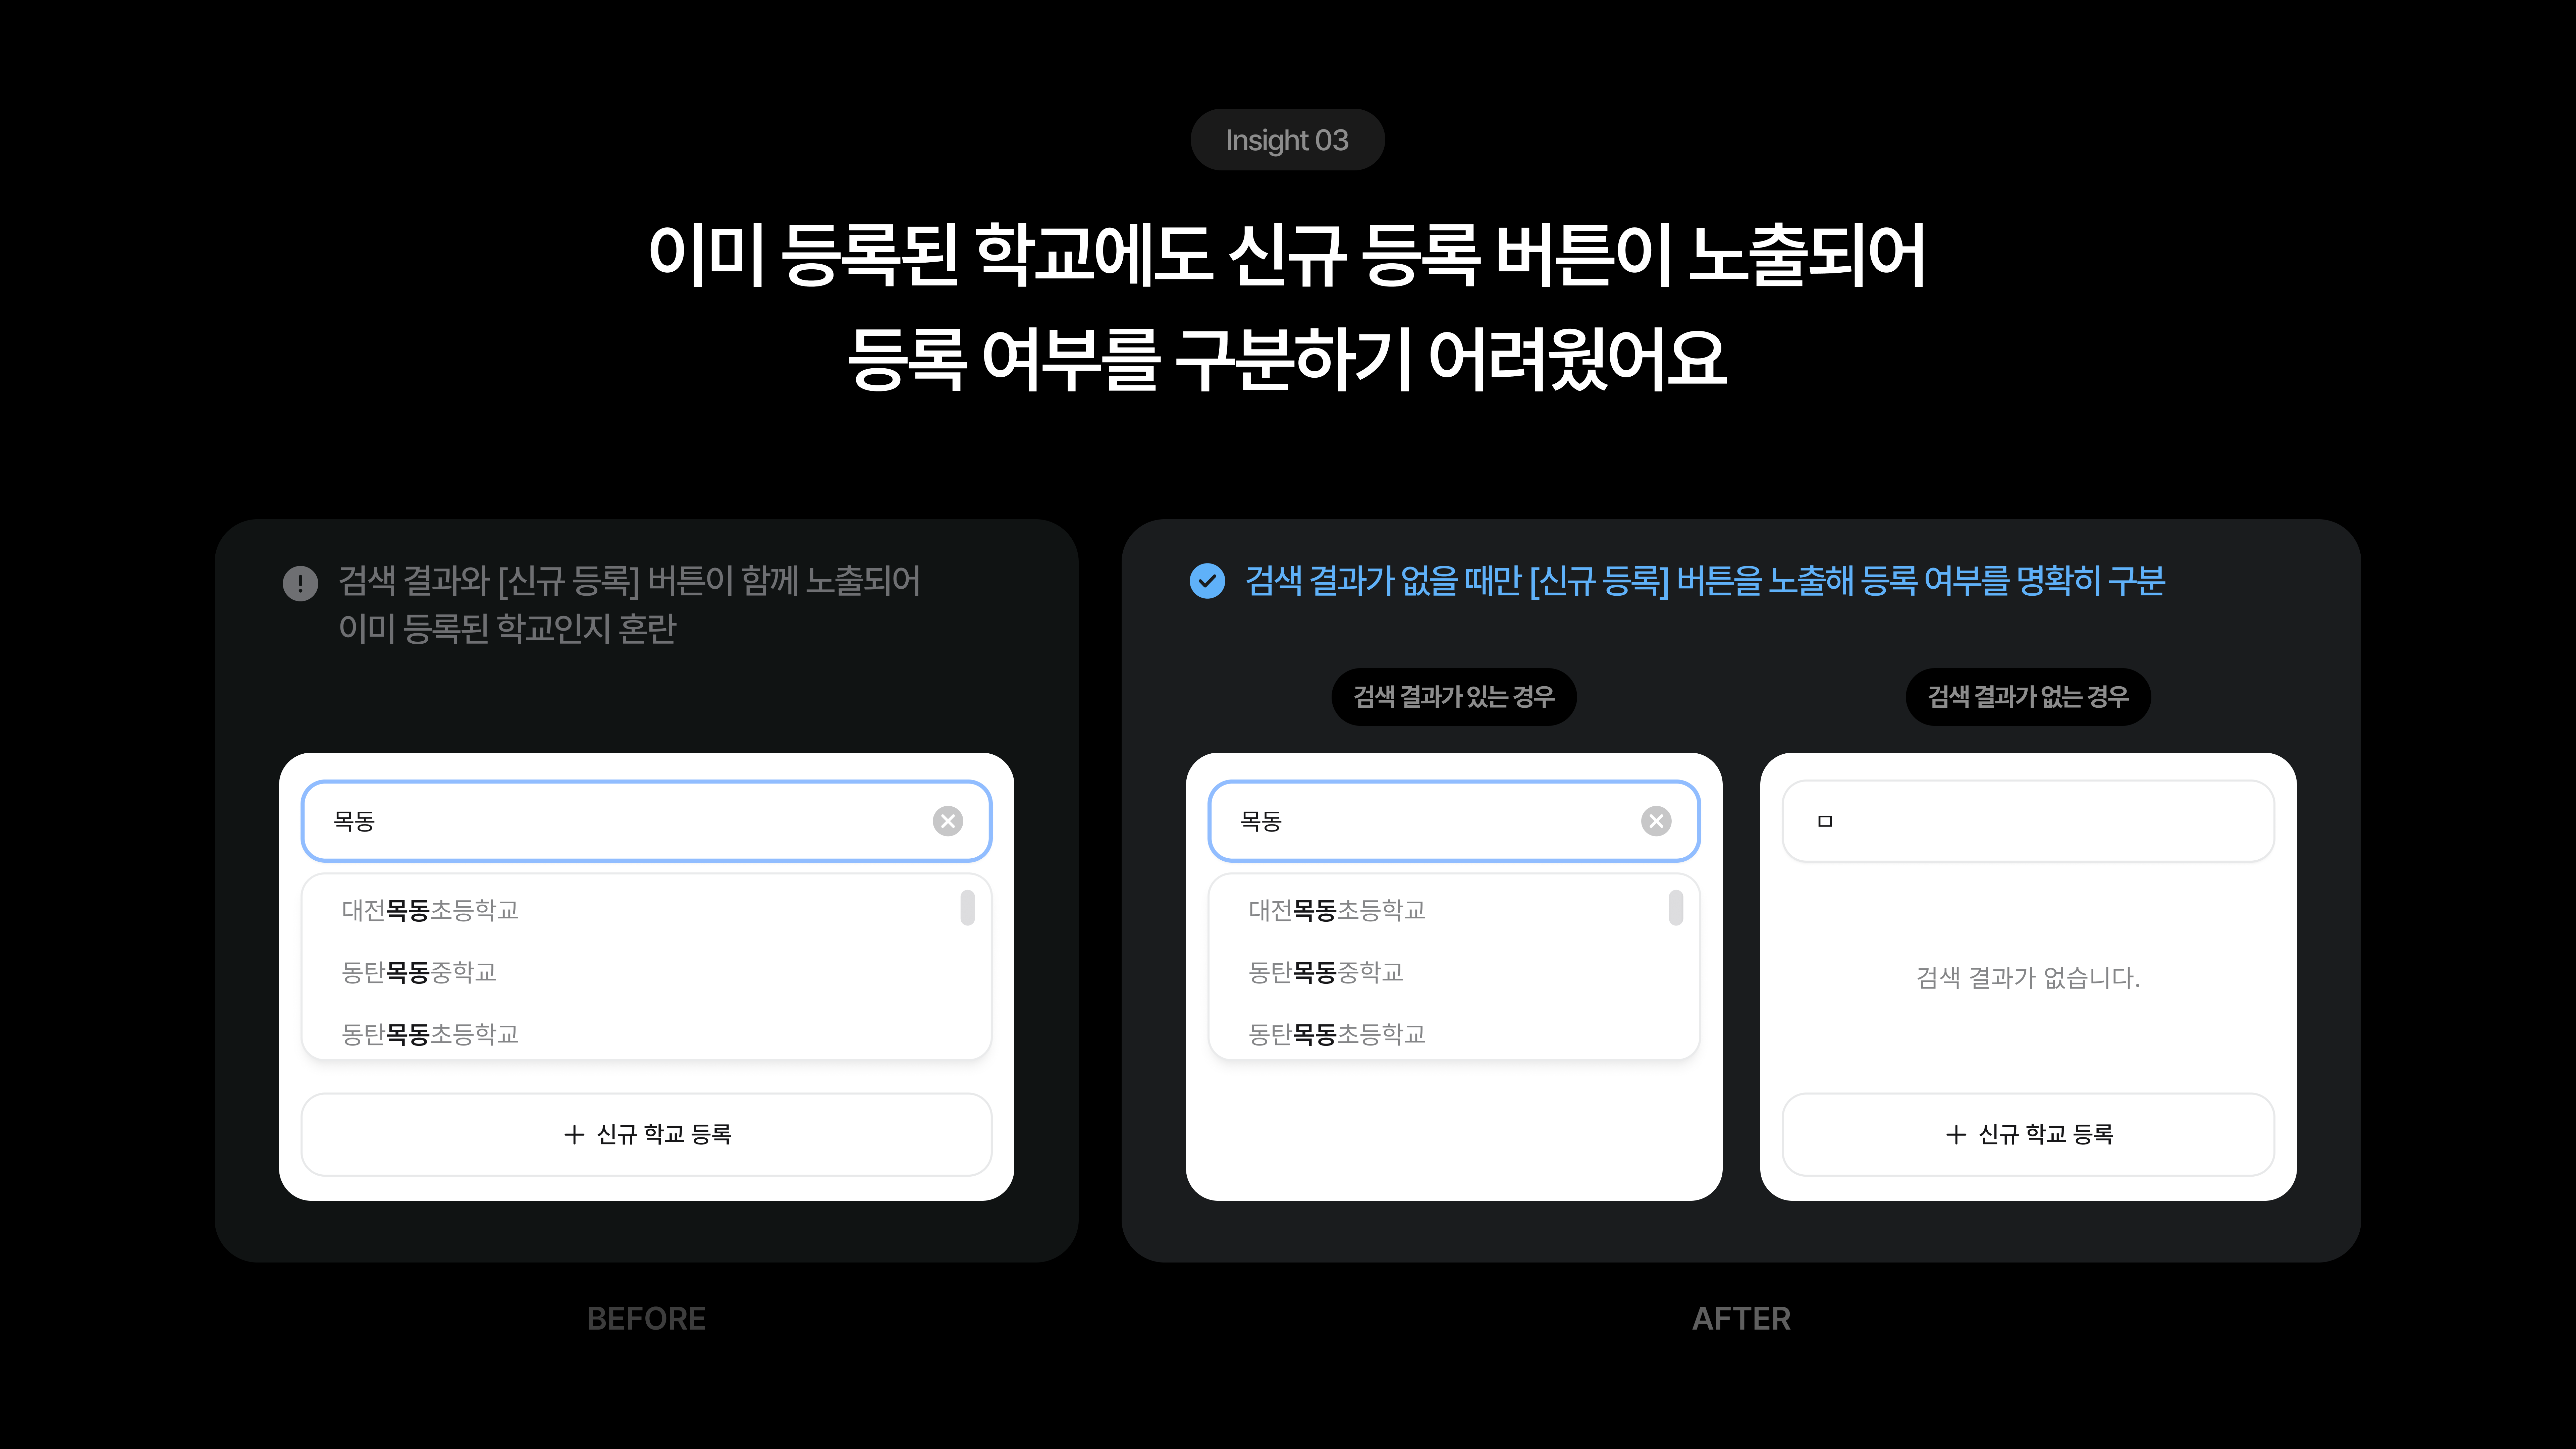 Insight 03
이미 등록된 학교에도 신규 등록 버튼이 노출되어
등록 여부를 구분하기 어려웠어요
검색 결과와 [신규 등록] 버튼이 함께 노출되어
이미 등록된 학교인지 혼란
목동
대전목동초등학교
동탄목동중학교
동탄목동초등학교
+ 신규 학교 등록
BEFORE
검색 결과가 없을 때만 [신규 등록] 버튼을 노출해 등록 여부를 명확히 구분
검색 결과가 있는 경우
목동
대전목동초등학교
동탄목동중학교
동탄목동초등학교
검색 결과가 없는 경우
ㅁ
검색 결과가 없습니다.
+ 신규 학교 등록
AFTER